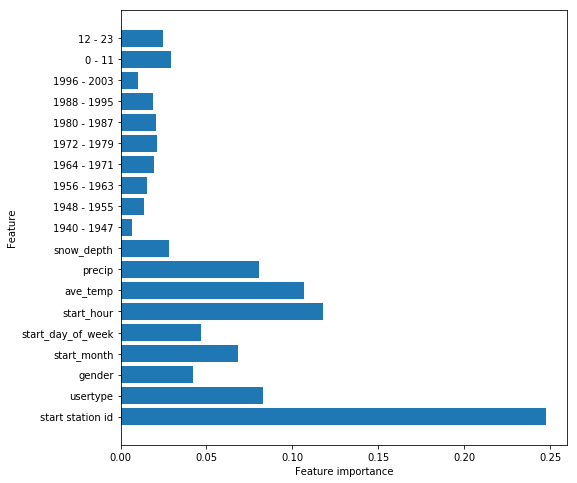 12 - 23
0 - 11
1996 - 2003
1988 - 1995
1980 - 1987
1972 - 1979
1964 - 1971
1956 - 1963
1948 - 1955
1940 - 1947
snow_depth
precip
ave_temp
start_hour
start_day_of_week
start_month
gender
usertype
start station id
Feature
0.00 0.05 0.10 0.15 0.20 0.25
Feature importance